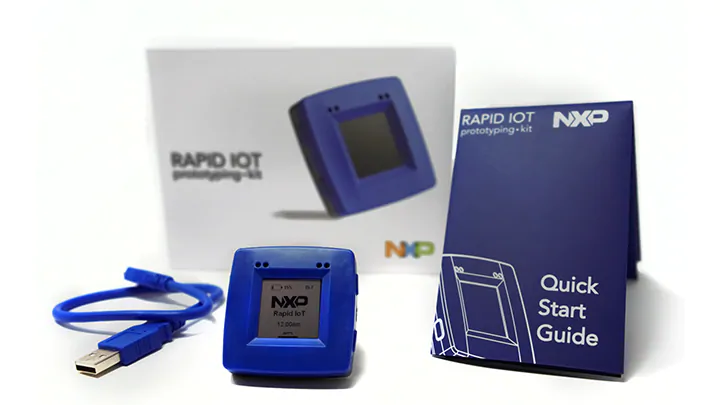 RAPID IOT
prototyping•kit
NXP
RAPID IOT
prototyping•kit
NXP
Quick
Start
Guide
NXP
Rapid IoT
12:00am